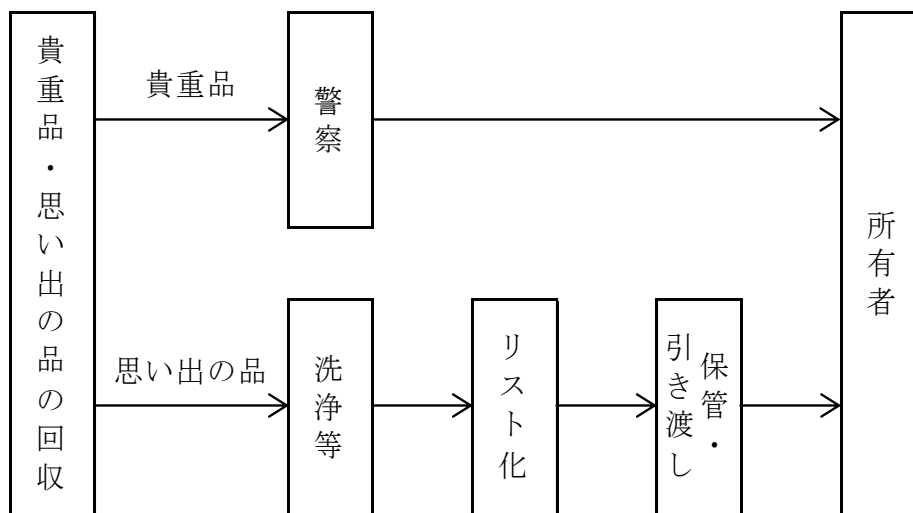 貴重品・思い出の品の回収
貴重品
警察
思い出の品
洗浄等
リスト化
保管・
引き渡し
所有者